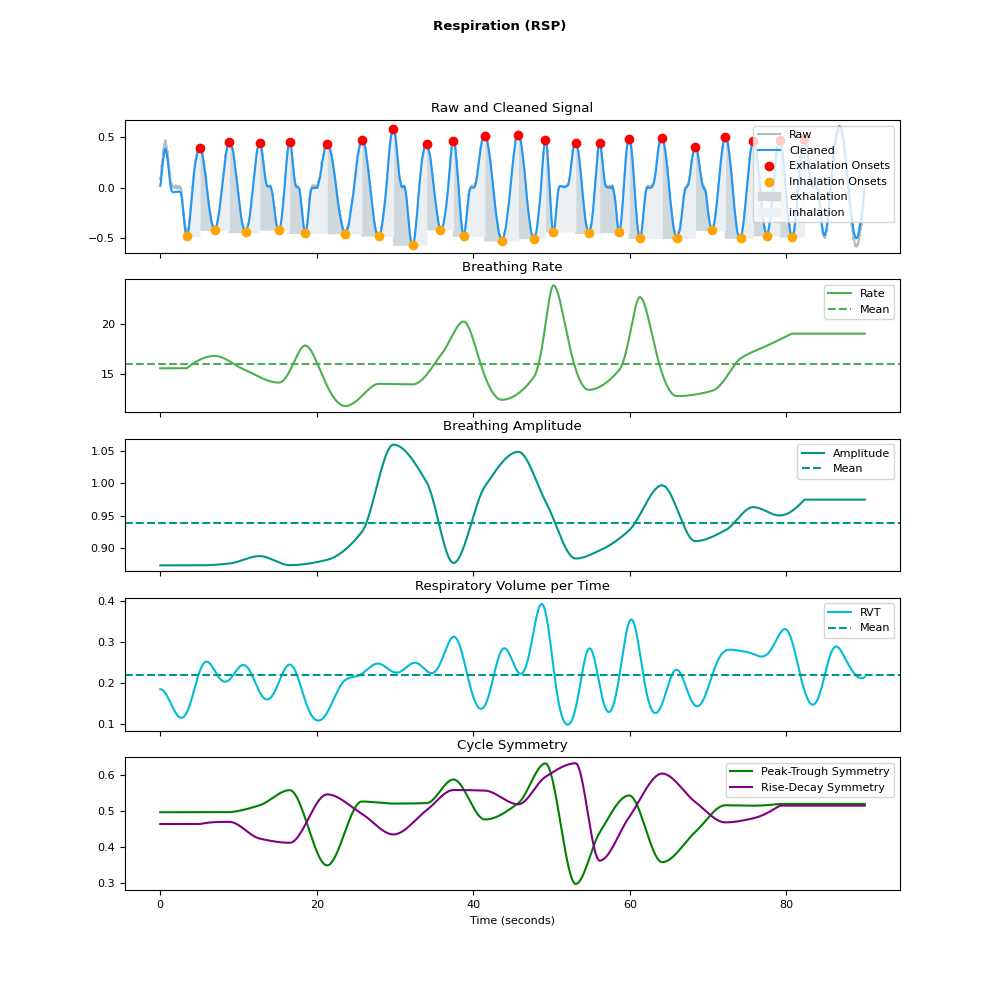 Respiration (RSP)
Raw and Cleaned Signal
0.5
0.0
−0.5
Raw
Cleaned
Exhalation Onsets
Inhalation Onsets
exhalation
inhalation
Breathing Rate
20
15
Rate
Mean
Breathing Amplitude
1.05
1.00
0.95
0.90
Amplitude
Mean
Respiratory Volume per Time
0.4
0.3
0.2
0.1
RVT
Mean
Cycle Symmetry
0.6
0.5
0.4
0.3
Peak-Trough Symmetry
Rise-Decay Symmetry
0 20 40 60 80
Time (seconds)